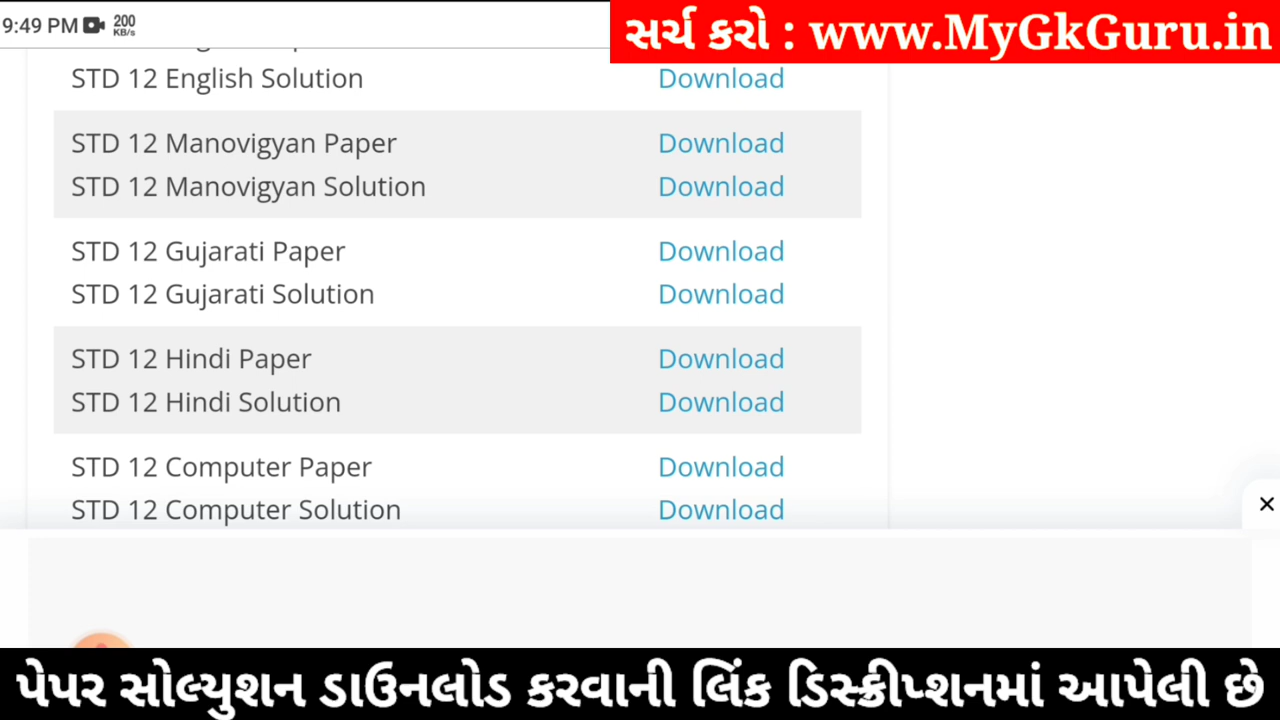 9:49 PM 200 KB/s
સર્ચ કરો : www.MyGkGuru.in
STD 12 English Solution Download
STD 12 Manovigyan Paper Download
STD 12 Manovigyan Solution Download
STD 12 Gujarati Paper Download
STD 12 Gujarati Solution Download
STD 12 Hindi Paper Download
STD 12 Hindi Solution Download
STD 12 Computer Paper Download
STD 12 Computer Solution Download
પેપર સોલ્યુશન ડાઉનલોડ કરવાની લિંક ડિસ્ક્રીપ્શનમાં આપેલી છે